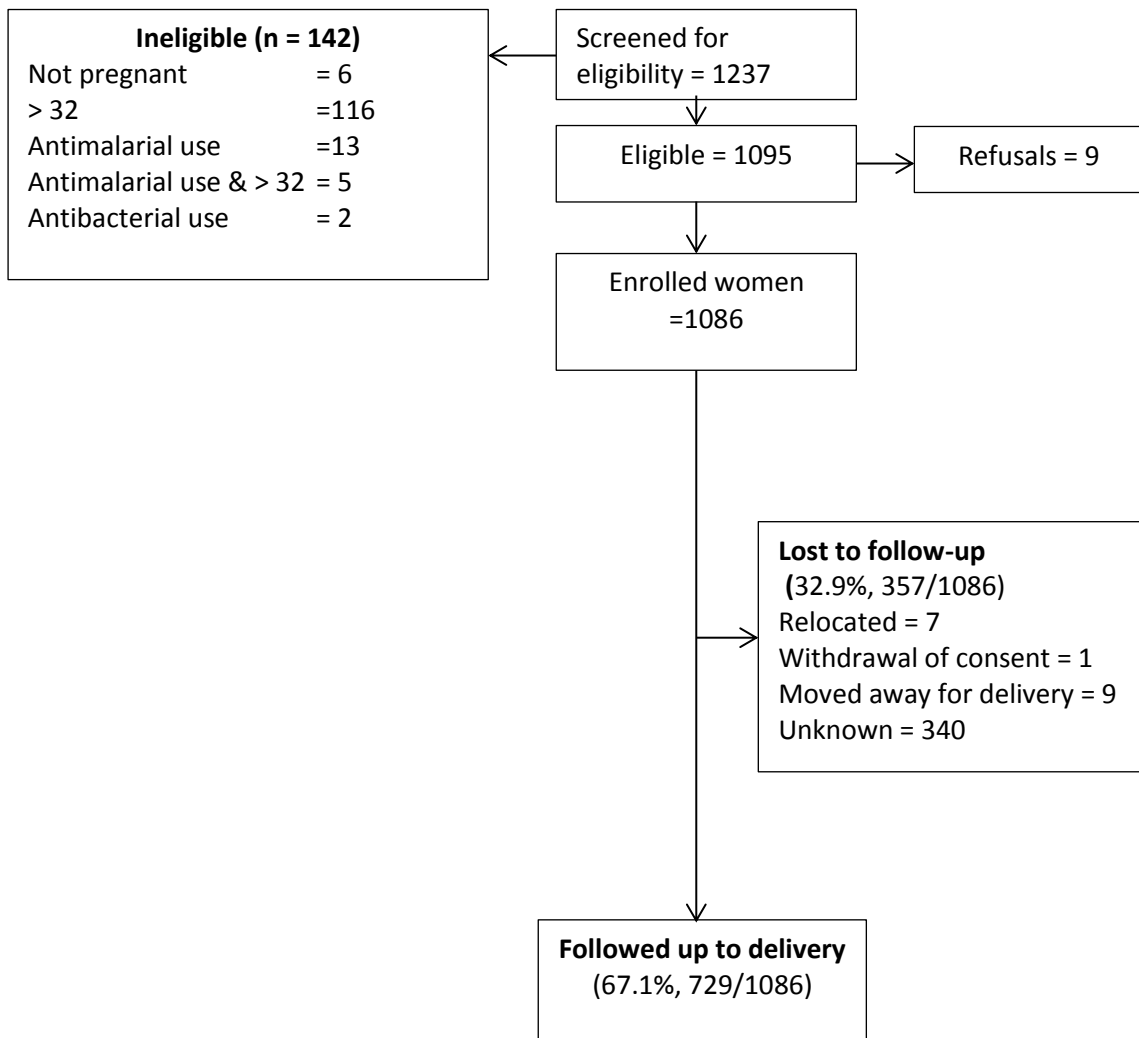 Ineligible (n = 142)
Not pregnant = 6
> 32 =116
Antimalarial use =13
Antimalarial use & > 32 = 5
Antibacterial use = 2
Screened for
eligibility = 1237
Eligible = 1095
Refusals = 9
Enrolled women
=1086
Lost to follow-up
(32.9%, 357/1086)
Relocated = 7
Withdrawal of consent = 1
Moved away for delivery = 9
Unknown = 340
Followed up to delivery
(67.1%, 729/1086)